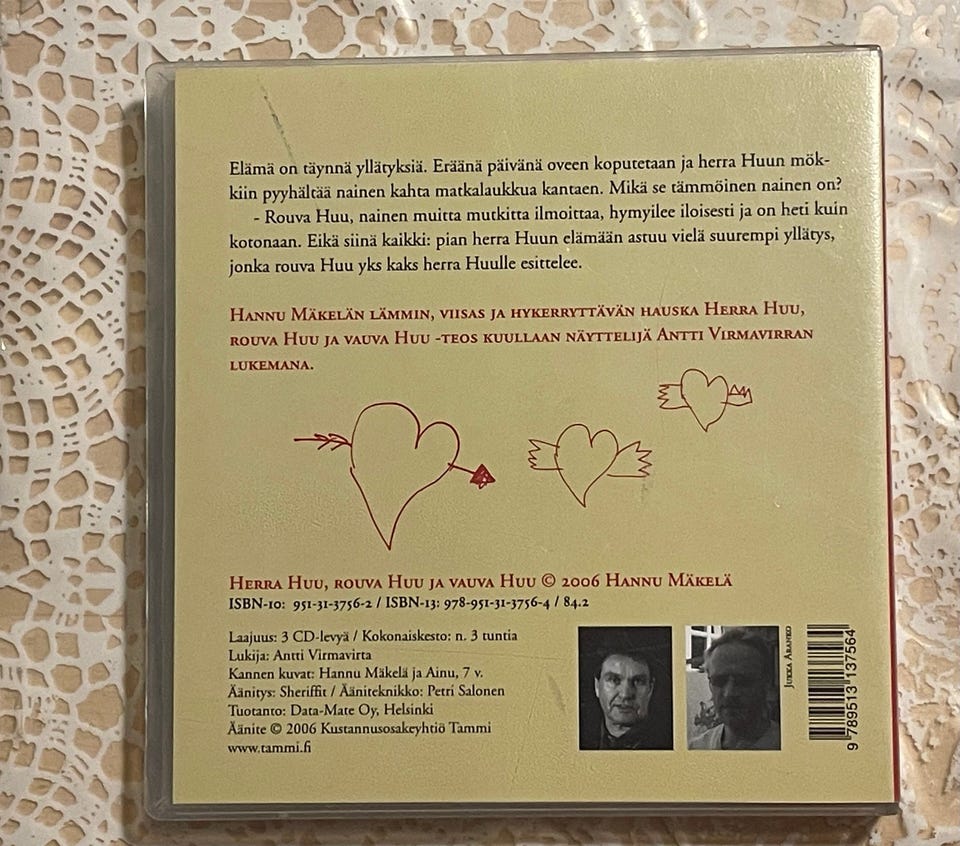 Elämä on täynnä yllätyksiä. Eräänä päivänä oveen koputetaan ja herra Huun mök-
kiin pyyhältää nainen kahta matkalaukkua kantaen. Mikä se tämmöinen nainen on?
- Rouva Huu, nainen muitta mutkitta ilmoittaa, hymyilee iloisesti ja on heti kuin
kotonaan. Eikä siinä kaikki: pian herra Huun elämään astuu vielä suurempi yllätys,
jonka rouva Huu yks kaks herra Huulle esittelee.
Hannu Mäkelän lämmin, viisas ja hykerryttävän hauska Herra Huu,
rouva Huu ja vauva Huu -teos kuullaan näyttelijä Antti Virmavirran
lukemana.
Herra Huu, rouva Huu ja vauva Huu © 2006 Hannu Mäkelä
ISBN-10: 951-31-3756-2 / ISBN-13: 978-951-31-3756-4 / 84.2
Laajuus: 3 CD-levyä / Kokonaiskesto: n. 3 tuntia
Lukija: Antti Virmavirta
Kannen kuvat: Hannu Mäkelä ja Ainu, 7 v.
Äänitys: Sheriffit / Ääniteknikko: Petri Salonen
Tuotanto: Data-Mate Oy, Helsinki
Äänite © 2006 Kustannusosakeyhtiö Tammi
www.tammi.fi
Jukka Aranko
9 789513 137564